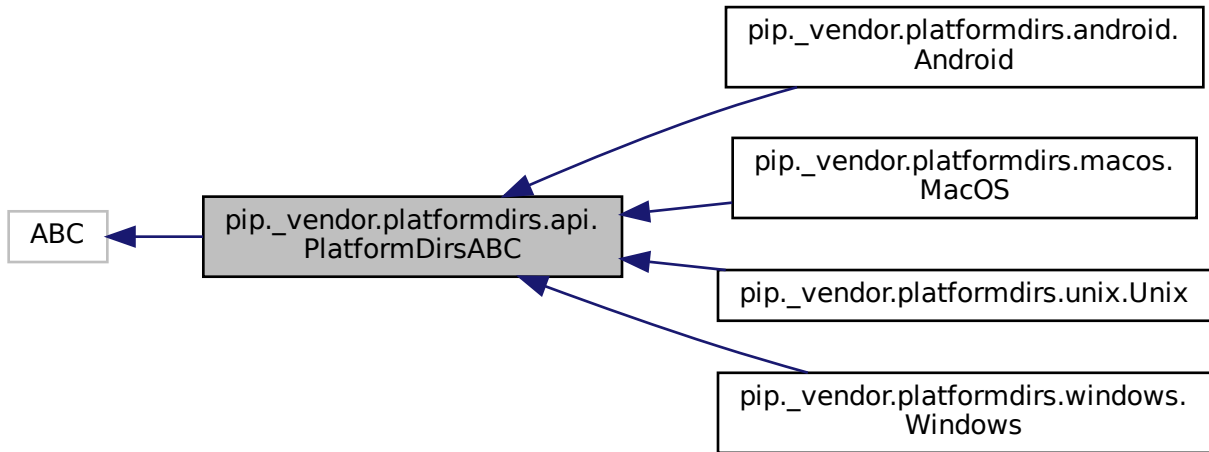 ABC
pip._vendor.platformdirs.api.
PlatformDirsABC
pip._vendor.platformdirs.android.
Android
pip._vendor.platformdirs.macos.
MacOS
pip._vendor.platformdirs.unix.Unix
pip._vendor.platformdirs.windows.
Windows